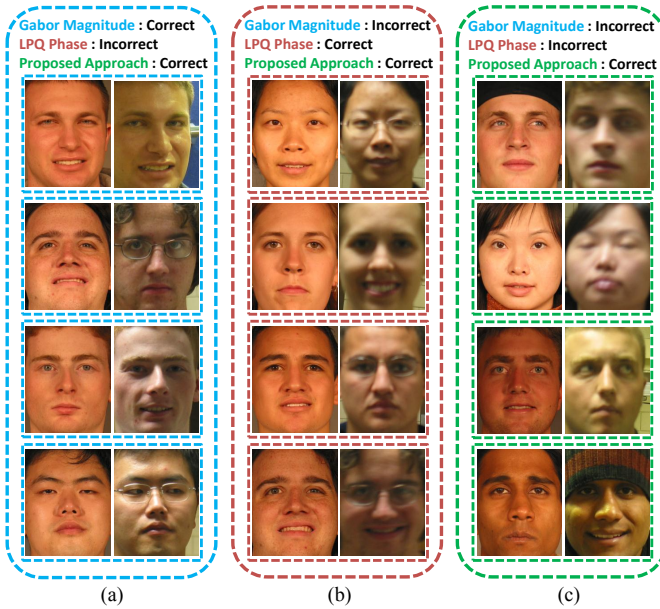 Gabor Magnitude : Correct
LPQ Phase : Incorrect
Proposed Approach : Correct
Gabor Magnitude : Incorrect
LPQ Phase : Correct
Proposed Approach : Correct
Gabor Magnitude : Incorrect
LPQ Phase : Incorrect
Proposed Approach : Correct
(a)
(b)
(c)